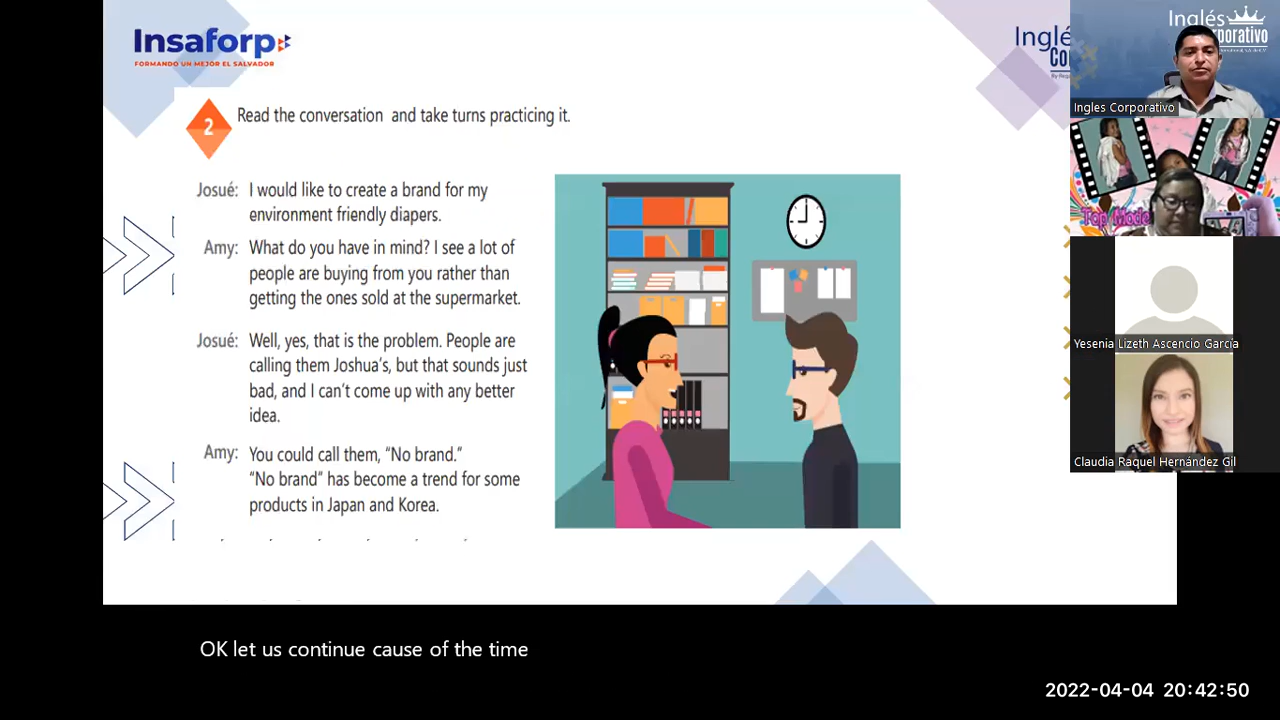 Insaforp
FORMANDO UN MEJOR EL SALVADOR
Inglés
2
Read the conversation and take turns practicing it.
Josué: I would like to create a brand for my
environment friendly diapers.
Amy: What do you have in mind? I see a lot of
people are buying from you rather than
getting the ones sold at the supermarket.
Josué: Well, yes, that is the problem. People are
calling them Joshua's, but that sounds just
bad, and I can't come up with any better
idea.
Amy: You could call them, "No brand."
"No brand" has become a trend for some
products in Japan and Korea.
Ingles Corporativo
Top Model
Yesenia Lizeth Ascencio Garcia
Claudia Raquel Hernández Gil
OK let us continue cause of the time
2022-04-04 20:42:50